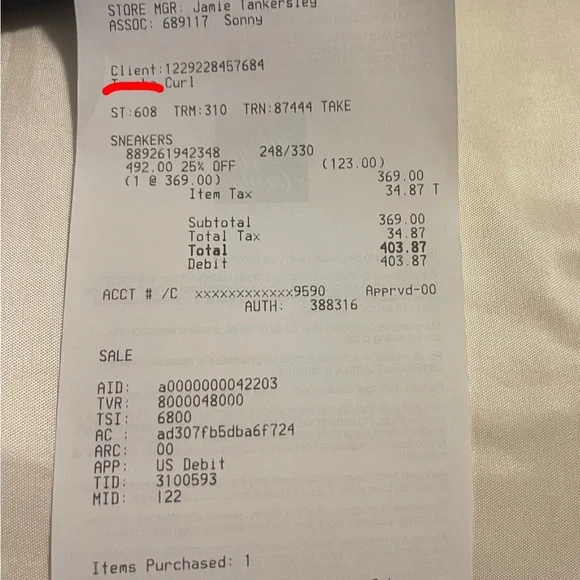 STORE MGR: Jamie Tankersley
ASSOC: 689117 Sonny
Client:1229228457684
Curl
ST:608 TRM:310 TRN:87444 TAKE
SNEAKERS
889261942348 248/330
492.00 25% OFF (123.00)
(1 @ 369.00) 369.00
Item Tax 34.87 T
Subtotal 369.00
Total Tax 34.87
Total 403.87
Debit 403.87
ACCT # /C xxxxxxxxxxxx9590 Apprvd-00
AUTH: 388316
SALE
AID: a0000000042203
TVR: 8000048000
TSI: 6800
AC : ad307fb5dba6f724
ARC: 00
APP: US Debit
TID: 3100593
MID: 122
Items Purchased: 1